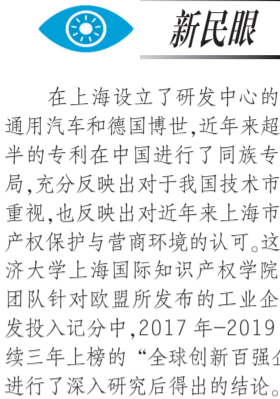 新民眼
在上海设立了研发中心的
通用汽车和德国博世,近年来超
半的专利在中国进行了同族专
局,充分反映出对于我国技术市
重视,也反映出对近年来上海市
产权保护与营商环境的认可。这
济大学上海国际知识产权学院
团队针对欧盟所发布的工业企
发投入记分中,2017年-2019
续三年上榜的“全球创新百强企
进行了深入研究后得出的结论。